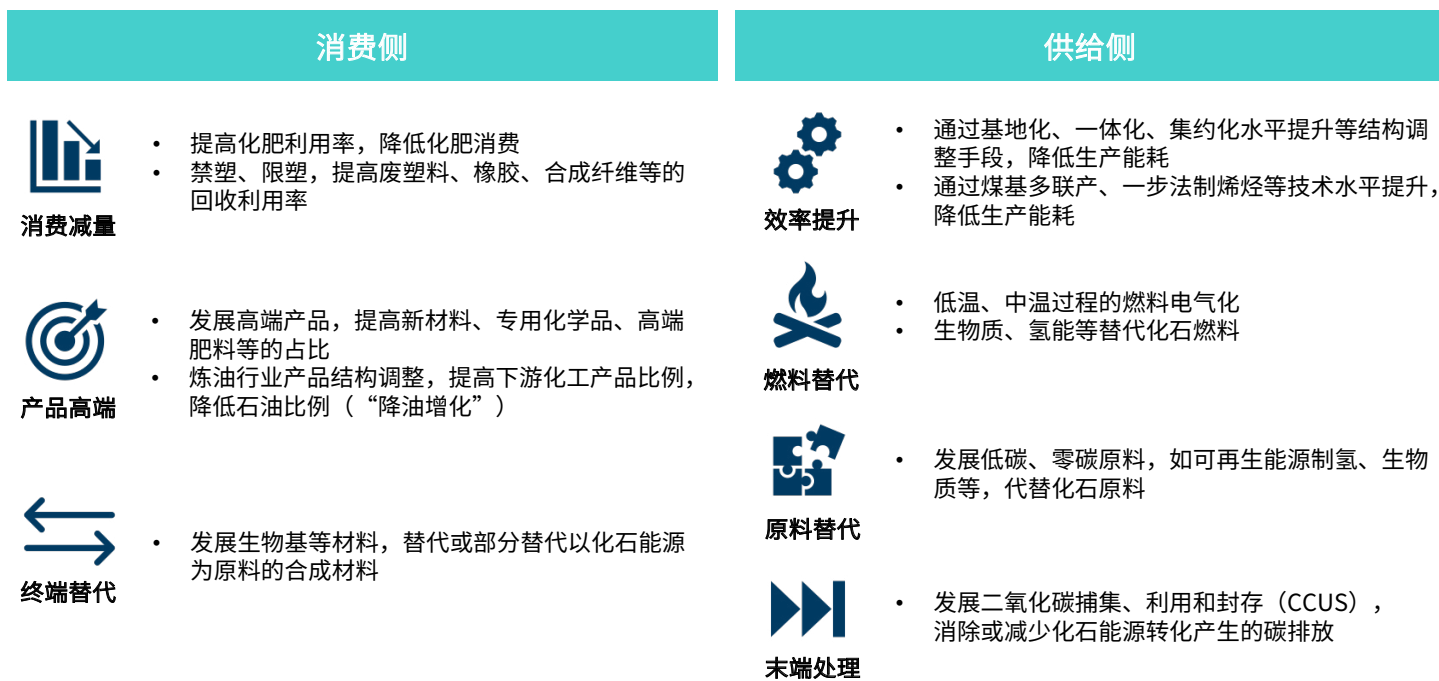 消费侧
消费减量
• 提高化肥利用率，降低化肥消费
• 禁塑、限塑，提高废塑料、橡胶、合成纤维等的
回收利用率
产品高端
• 发展高端产品，提高新材料、专用化学品、高端
肥料等的占比
• 炼油行业产品结构调整，提高下游化工产品比例，
降低石油比例（“降油增化”）
终端替代
• 发展生物基等材料，替代或部分替代以化石能源
为原料的合成材料
供给侧
效率提升
• 通过基地化、一体化、集约化水平提升等结构调
整手段，降低生产能耗
• 通过煤基多联产、一步法制烯烃等技术水平提升，
降低生产能耗
燃料替代
• 低温、中温过程的燃料电气化
• 生物质、氢能等替代化石燃料
原料替代
• 发展低碳、零碳原料，如可再生能源制氢、生物
质等，代替化石原料
末端处理
• 发展二氧化碳捕集、利用和封存（CCUS），
消除或减少化石能源转化产生的碳排放